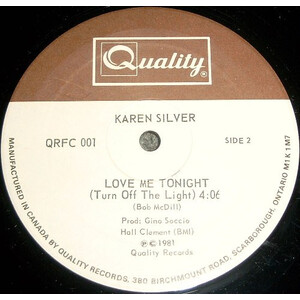 Quality®
KAREN SILVER
QRFC 001
SIDE 2
LOVE ME TONIGHT
(Turn Off The Light) 4:06
(Bob McDill)
Prod: Gino Soccio
Hall Clement (BMI)
℗©1981
Quality Records
MANUFACTURED IN CANADA BY QUALITY RECORDS, 380 BIRCHMOUNT ROAD, SCARBOROUGH, ONTARIO M1K 1M7